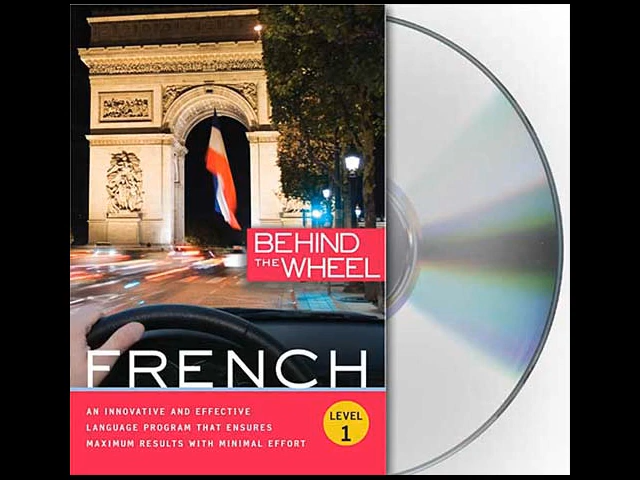 BEHIND
THE WHEEL
FRENCH
AN INNOVATIVE AND EFFECTIVE
LANGUAGE PROGRAM THAT ENSURES
MAXIMUM RESULTS WITH MINIMAL EFFORT
LEVEL
1